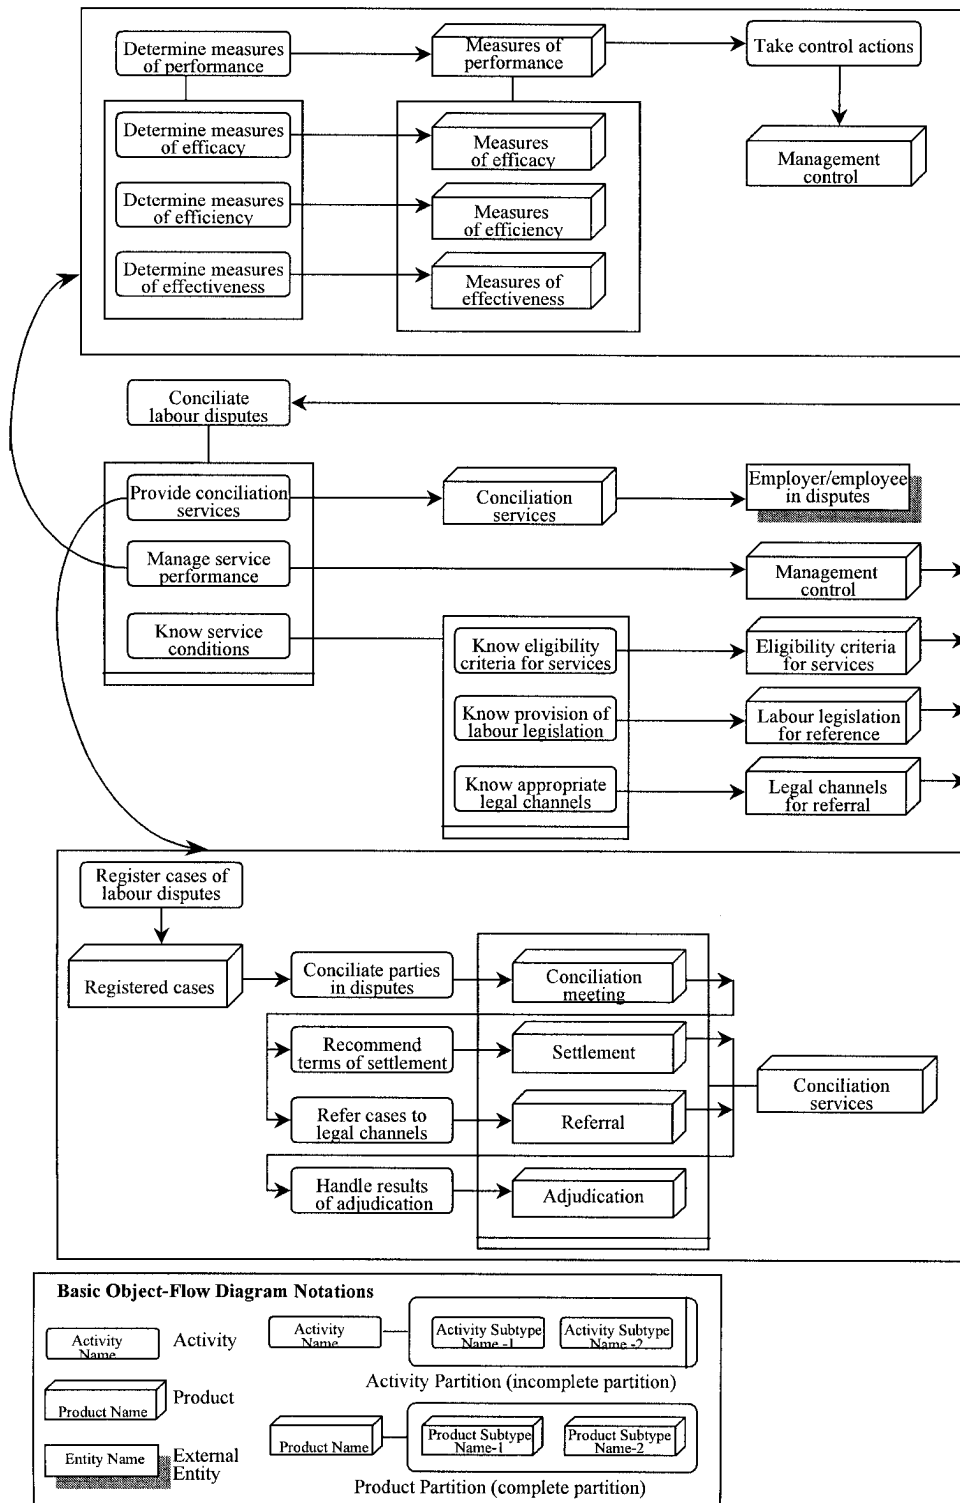 Determine measures
of performance
Measures of
performance
Take control actions
Determine measures
of efficacy
Measures
of efficacy
Management
control
Determine measures
of efficiency
Measures
of efficiency
Determine measures
of effectiveness
Measures of
effectiveness
Conciliate
labour disputes
Provide conciliation
services
Conciliation
services
Employer/employee
in disputes
Manage service
performance
Management
control
Know service
conditions
Know eligibility
criteria for services
Eligibility criteria
for services
Know provision of
labour legislation
Labour legislation
for reference
Know appropriate
legal channels
Legal channels
for referral
Register cases of
labour disputes
Registered cases
Conciliate parties
in disputes
Conciliation
meeting
Recommend
terms of settlement
Settlement
Conciliation
services
Refer cases to
legal channels
Referral
Handle results
of adjudication
Adjudication
Basic Object-Flow Diagram Notations
Activity
Name
Activity
Activity
Name
Activity Subtype
Name -1
Activity Subtype
Name -2
Activity Partition (incomplete partition)
Product Name
Product
Product Name
Product Subtype
Name-1
Product Subtype
Name-2
Entity Name
External
Entity
Product Partition (complete partition)